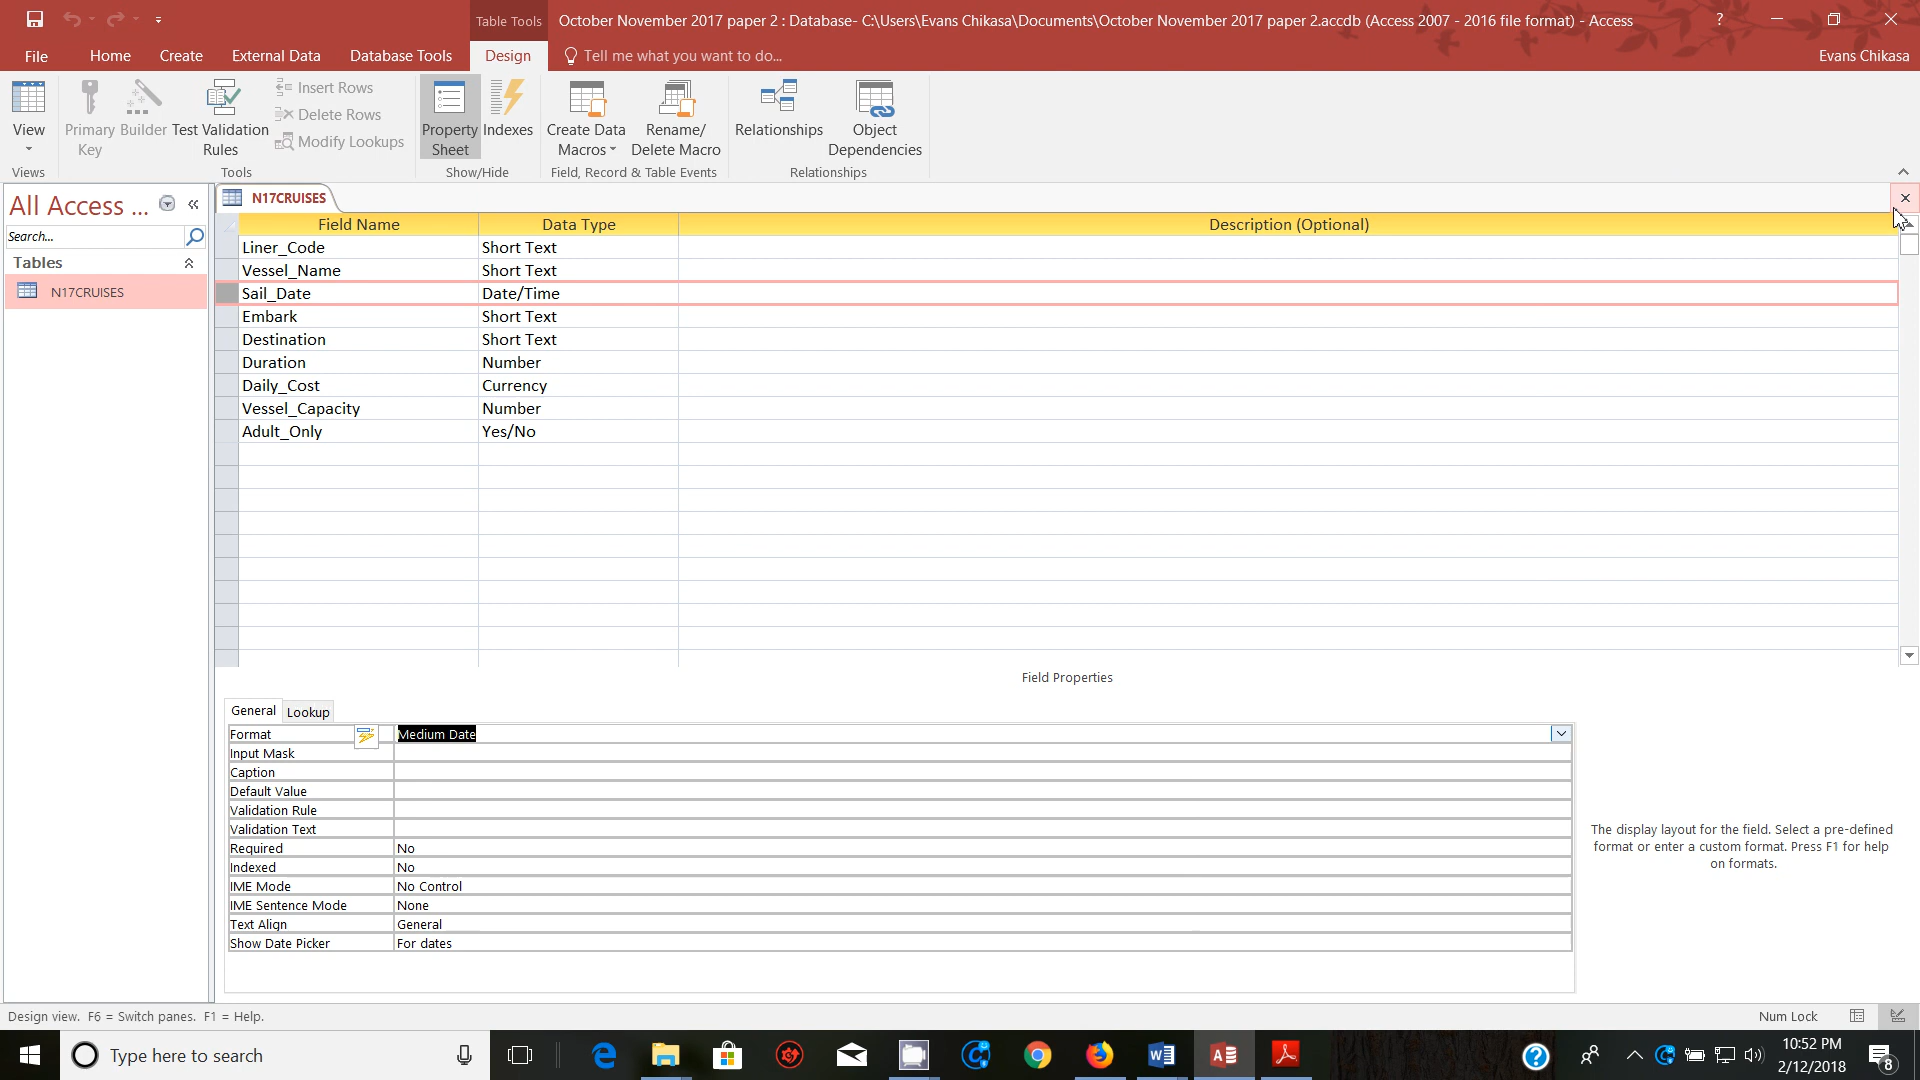 Table Tools
October November 2017 paper 2 : Database- C:\Users\Evans Chikasa\Documents\October November 2017 paper 2.accdb (Access 2007 - 2016 file format) - Access
?
File Home Create External Data Database Tools Design Tell me what you want to do... Evans Chikasa
View
Primary Key
Builder
Test Validation Rules
Insert Rows
Delete Rows
Modify Lookups
Property Sheet
Indexes
Create Data Macros
Rename/ Delete Macro
Relationships
Object Dependencies
Views Tools Show/Hide Field, Record & Table Events Relationships
All Access ...
Search...
Tables
N17CRUISES
N17CRUISES
Field Name Data Type Description (Optional)
Liner_Code Short Text
Vessel_Name Short Text
Sail_Date Date/Time
Embark Short Text
Destination Short Text
Duration Number
Daily_Cost Currency
Vessel_Capacity Number
Adult_Only Yes/No
Field Properties
General Lookup
Format Medium Date
Input Mask
Caption
Default Value
Validation Rule
Validation Text
Required No
Indexed No
IME Mode No Control
IME Sentence Mode None
Text Align General
Show Date Picker For dates
The display layout for the field. Select a pre-defined
format or enter a custom format. Press F1 for help
on formats.
Design view. F6 = Switch panes. F1 = Help. Num Lock
Type here to search
10:52 PM
2/12/2018
8